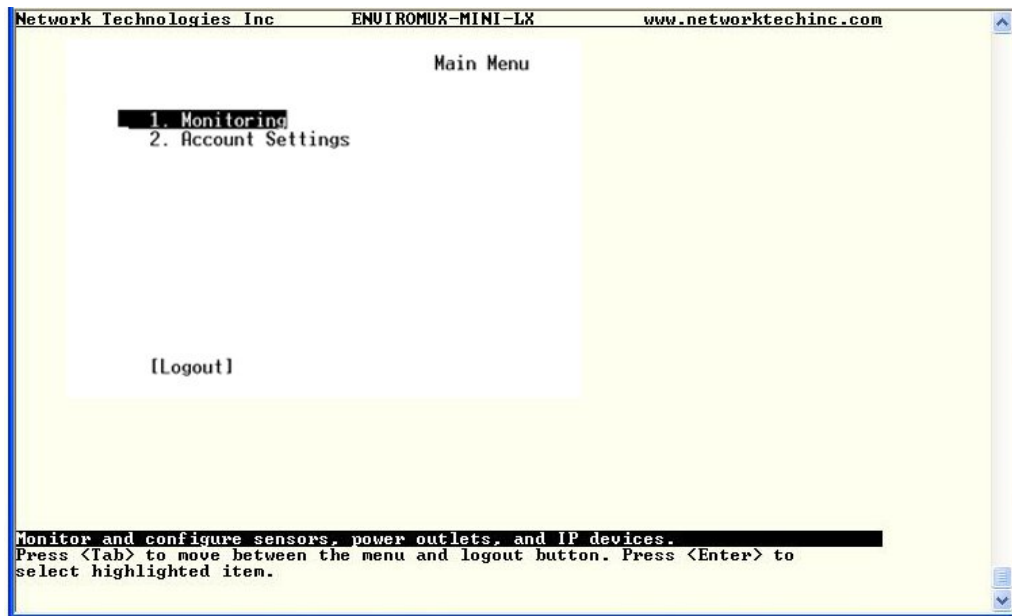 Network Technologies Inc ENVIROMUX-MINI-LX www.networktechinc.com
Main Menu
1. Monitoring
2. Account Settings
[Logout]
Monitor and configure sensors, power outlets, and IP devices.
Press <Tab> to move between the menu and logout button. Press <Enter> to
select highlighted item.